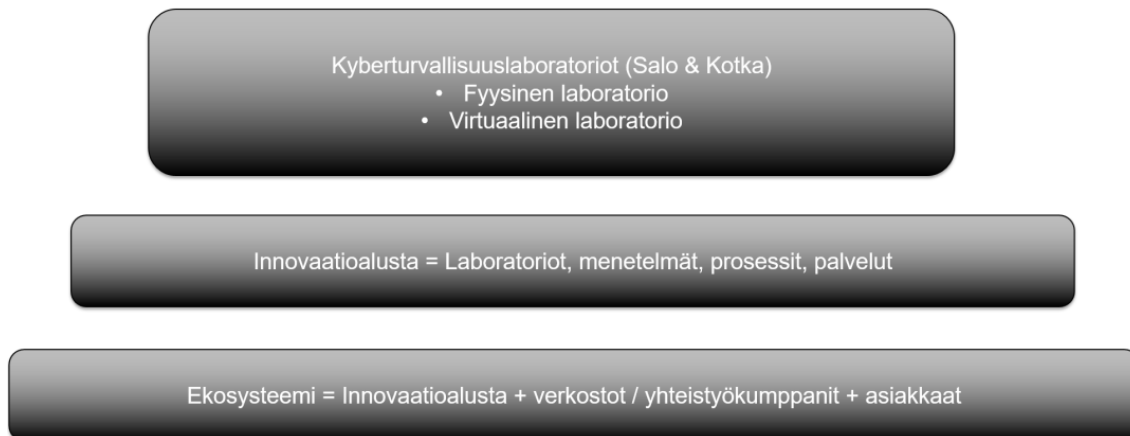 Kyberturvallisuuslaboratoriot (Salo & Kotka)
• Fyysinen laboratorio
• Virtuaalinen laboratorio
Innovaatioalusta = Laboratoriot, menetelmät, prosessit, palvelut
Ekosysteemi = Innovaatioalusta + verkostot / yhteistyökumppanit + asiakkaat